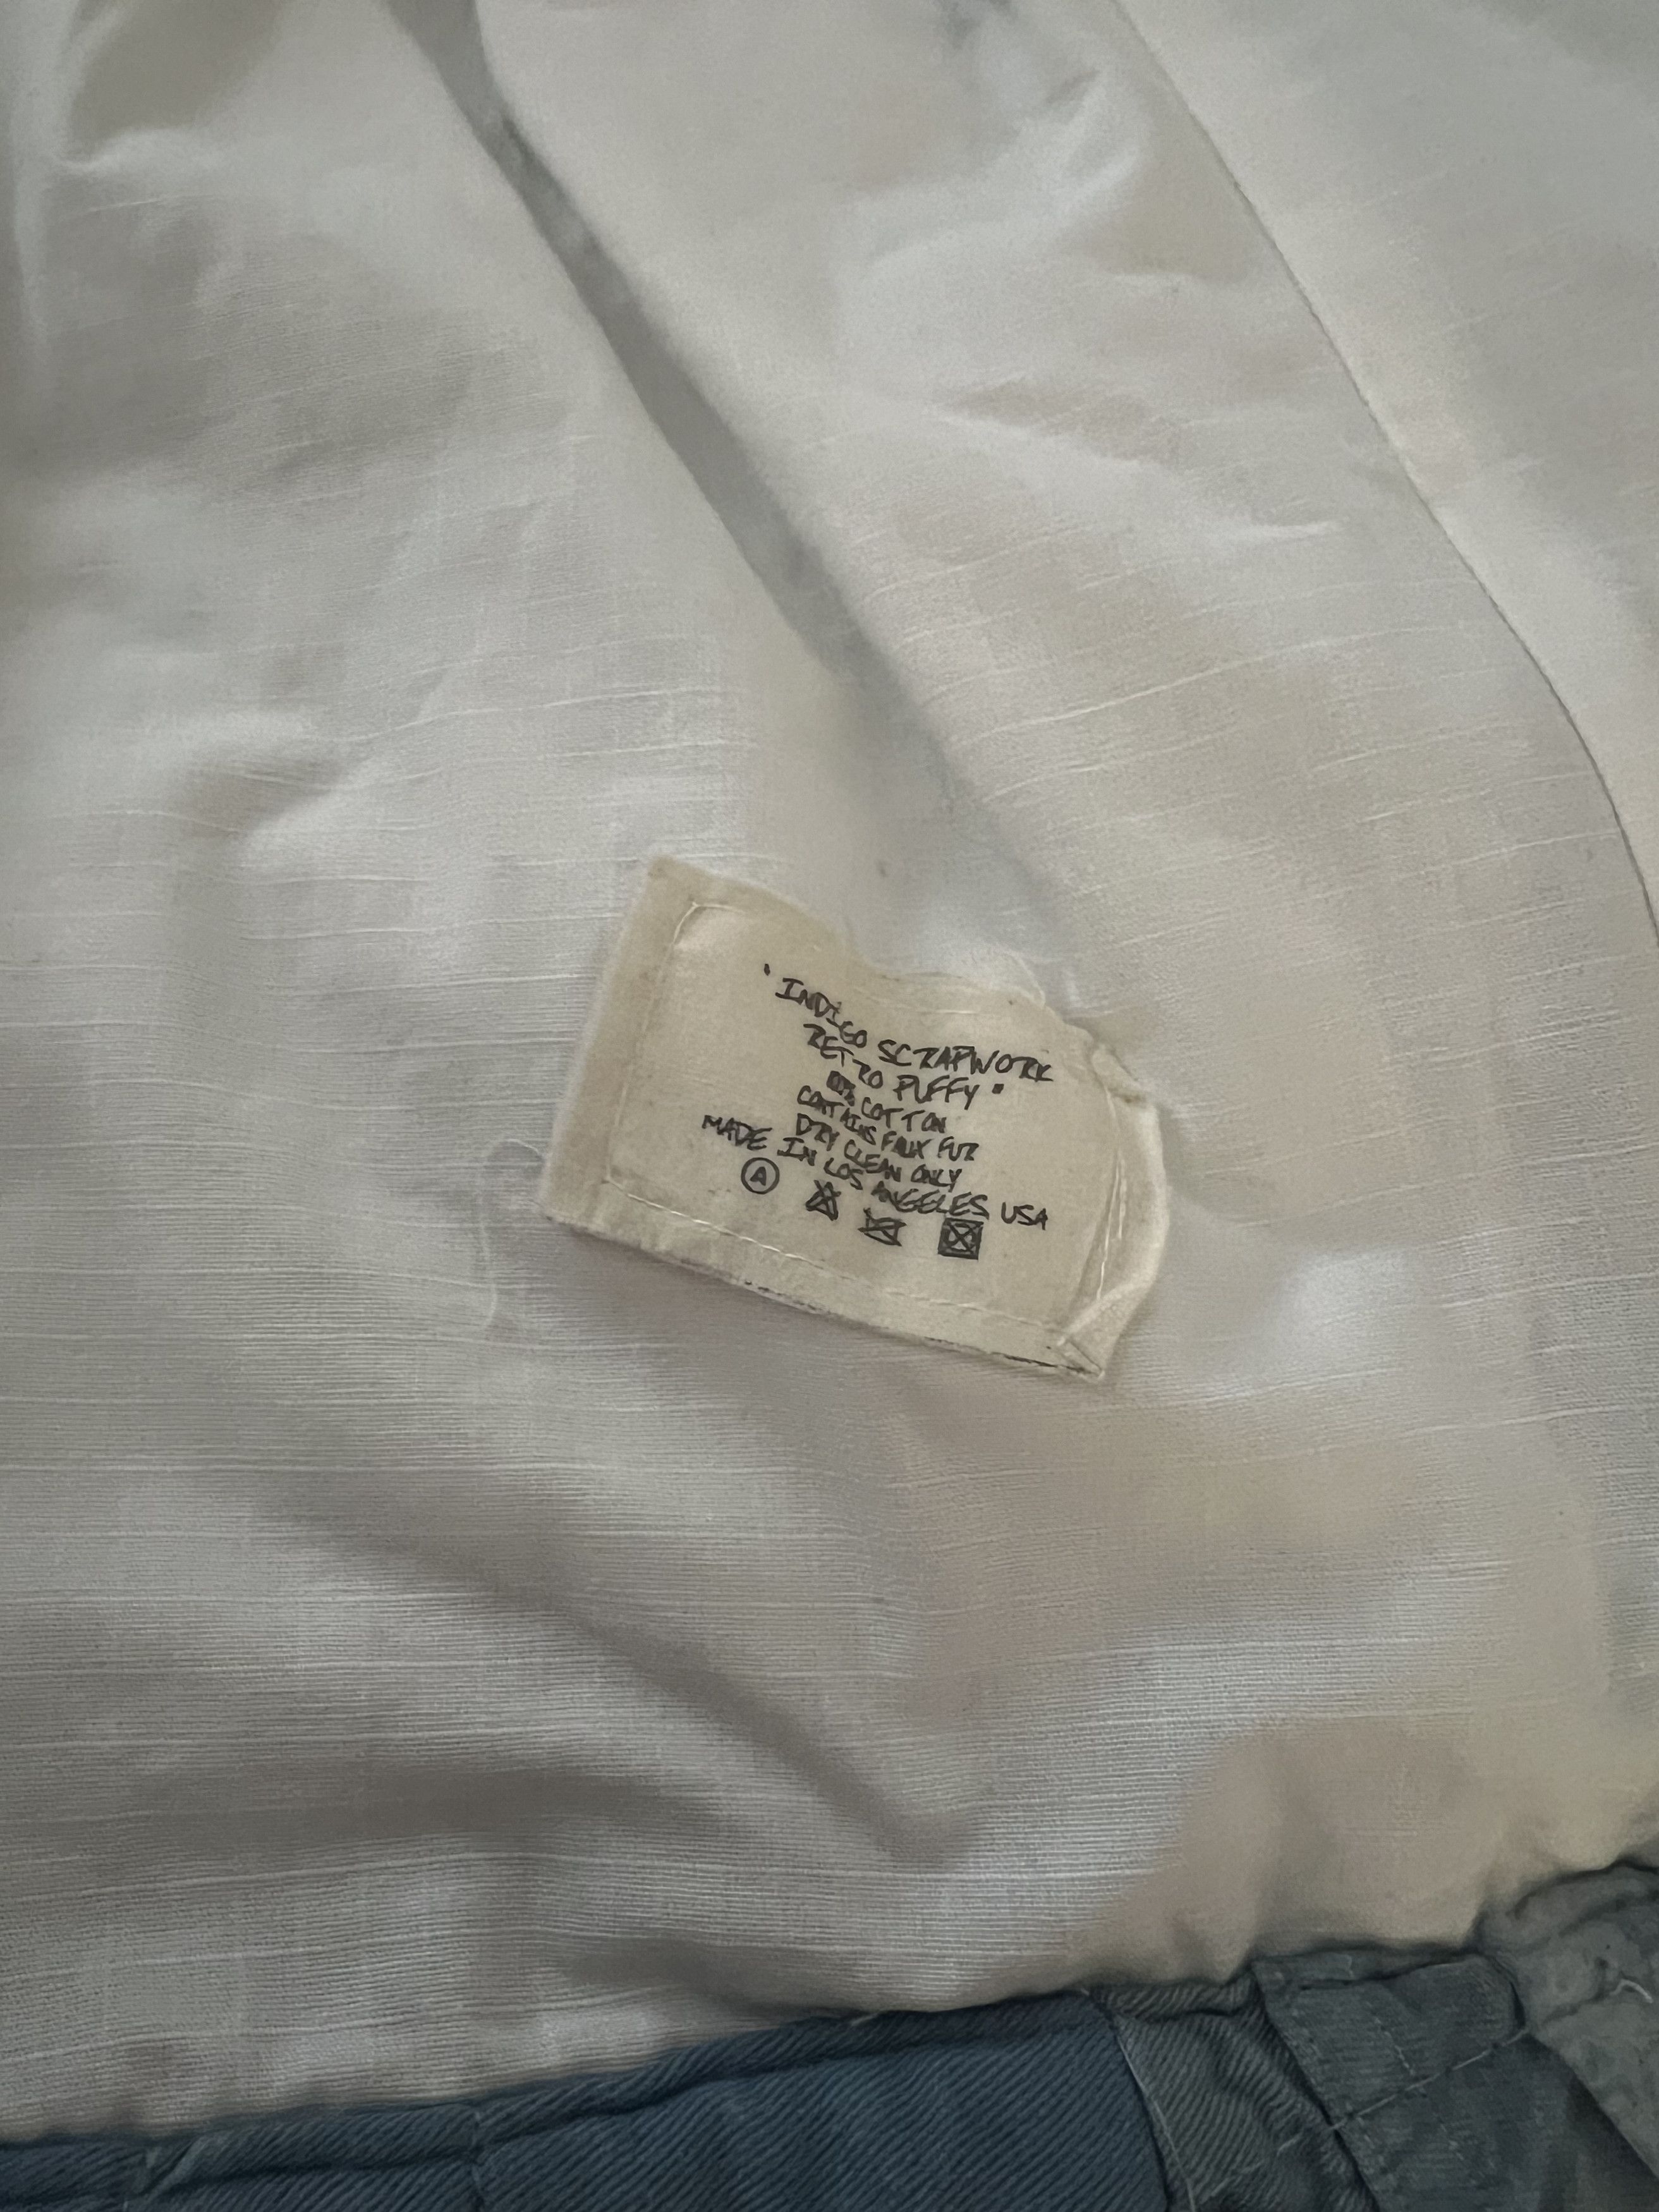 "INDIGO SCRAPWORK
RETRO PUFFY"
100% COTTON
CONTAINS FAUX FUR
DRY CLEAN ONLY
MADE IN LOS ANGELES USA
A